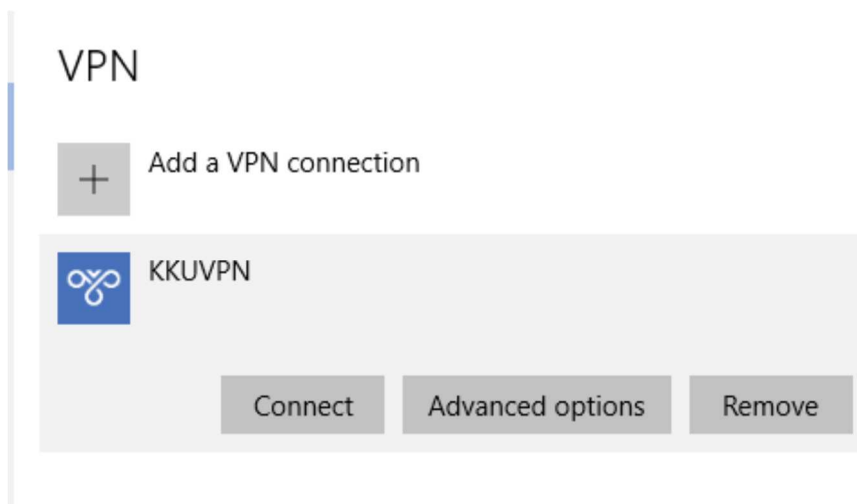 VPN
Add a VPN connection
KKUVPN
Connect Advanced options Remove